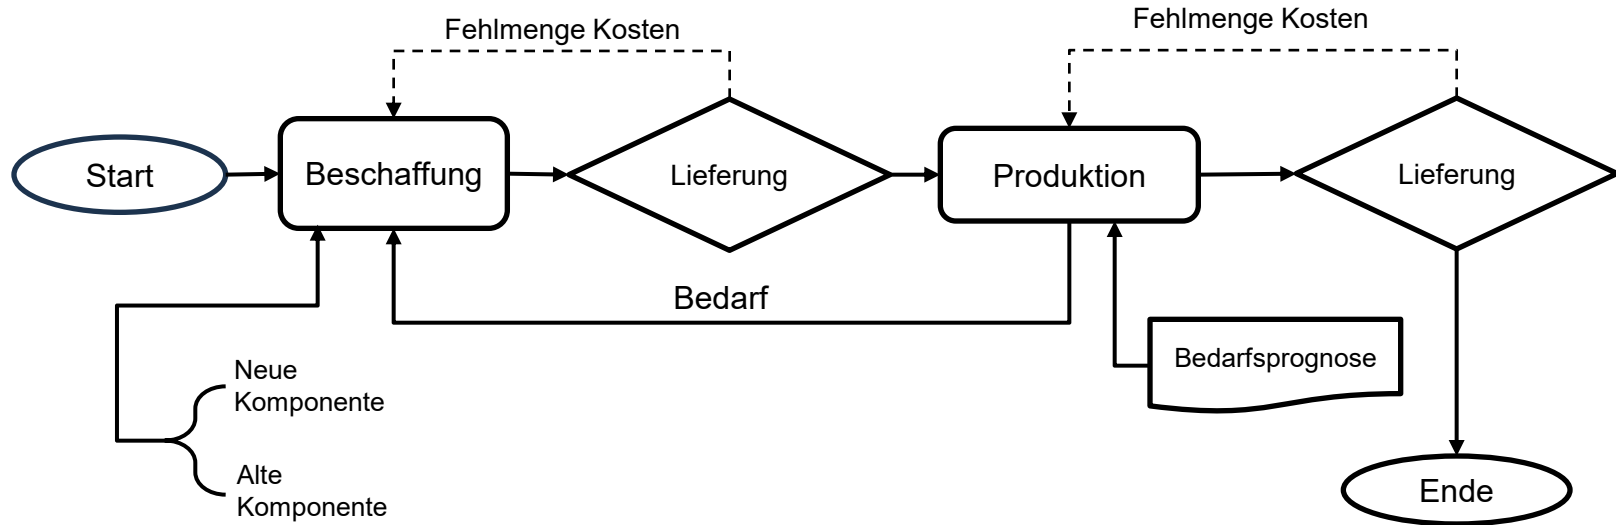 Fehlmenge Kosten
Fehlmenge Kosten
Start
Beschaffung
Lieferung
Produktion
Lieferung
Bedarf
Bedarfsprognose
Neue
Komponente
Alte
Komponente
Ende